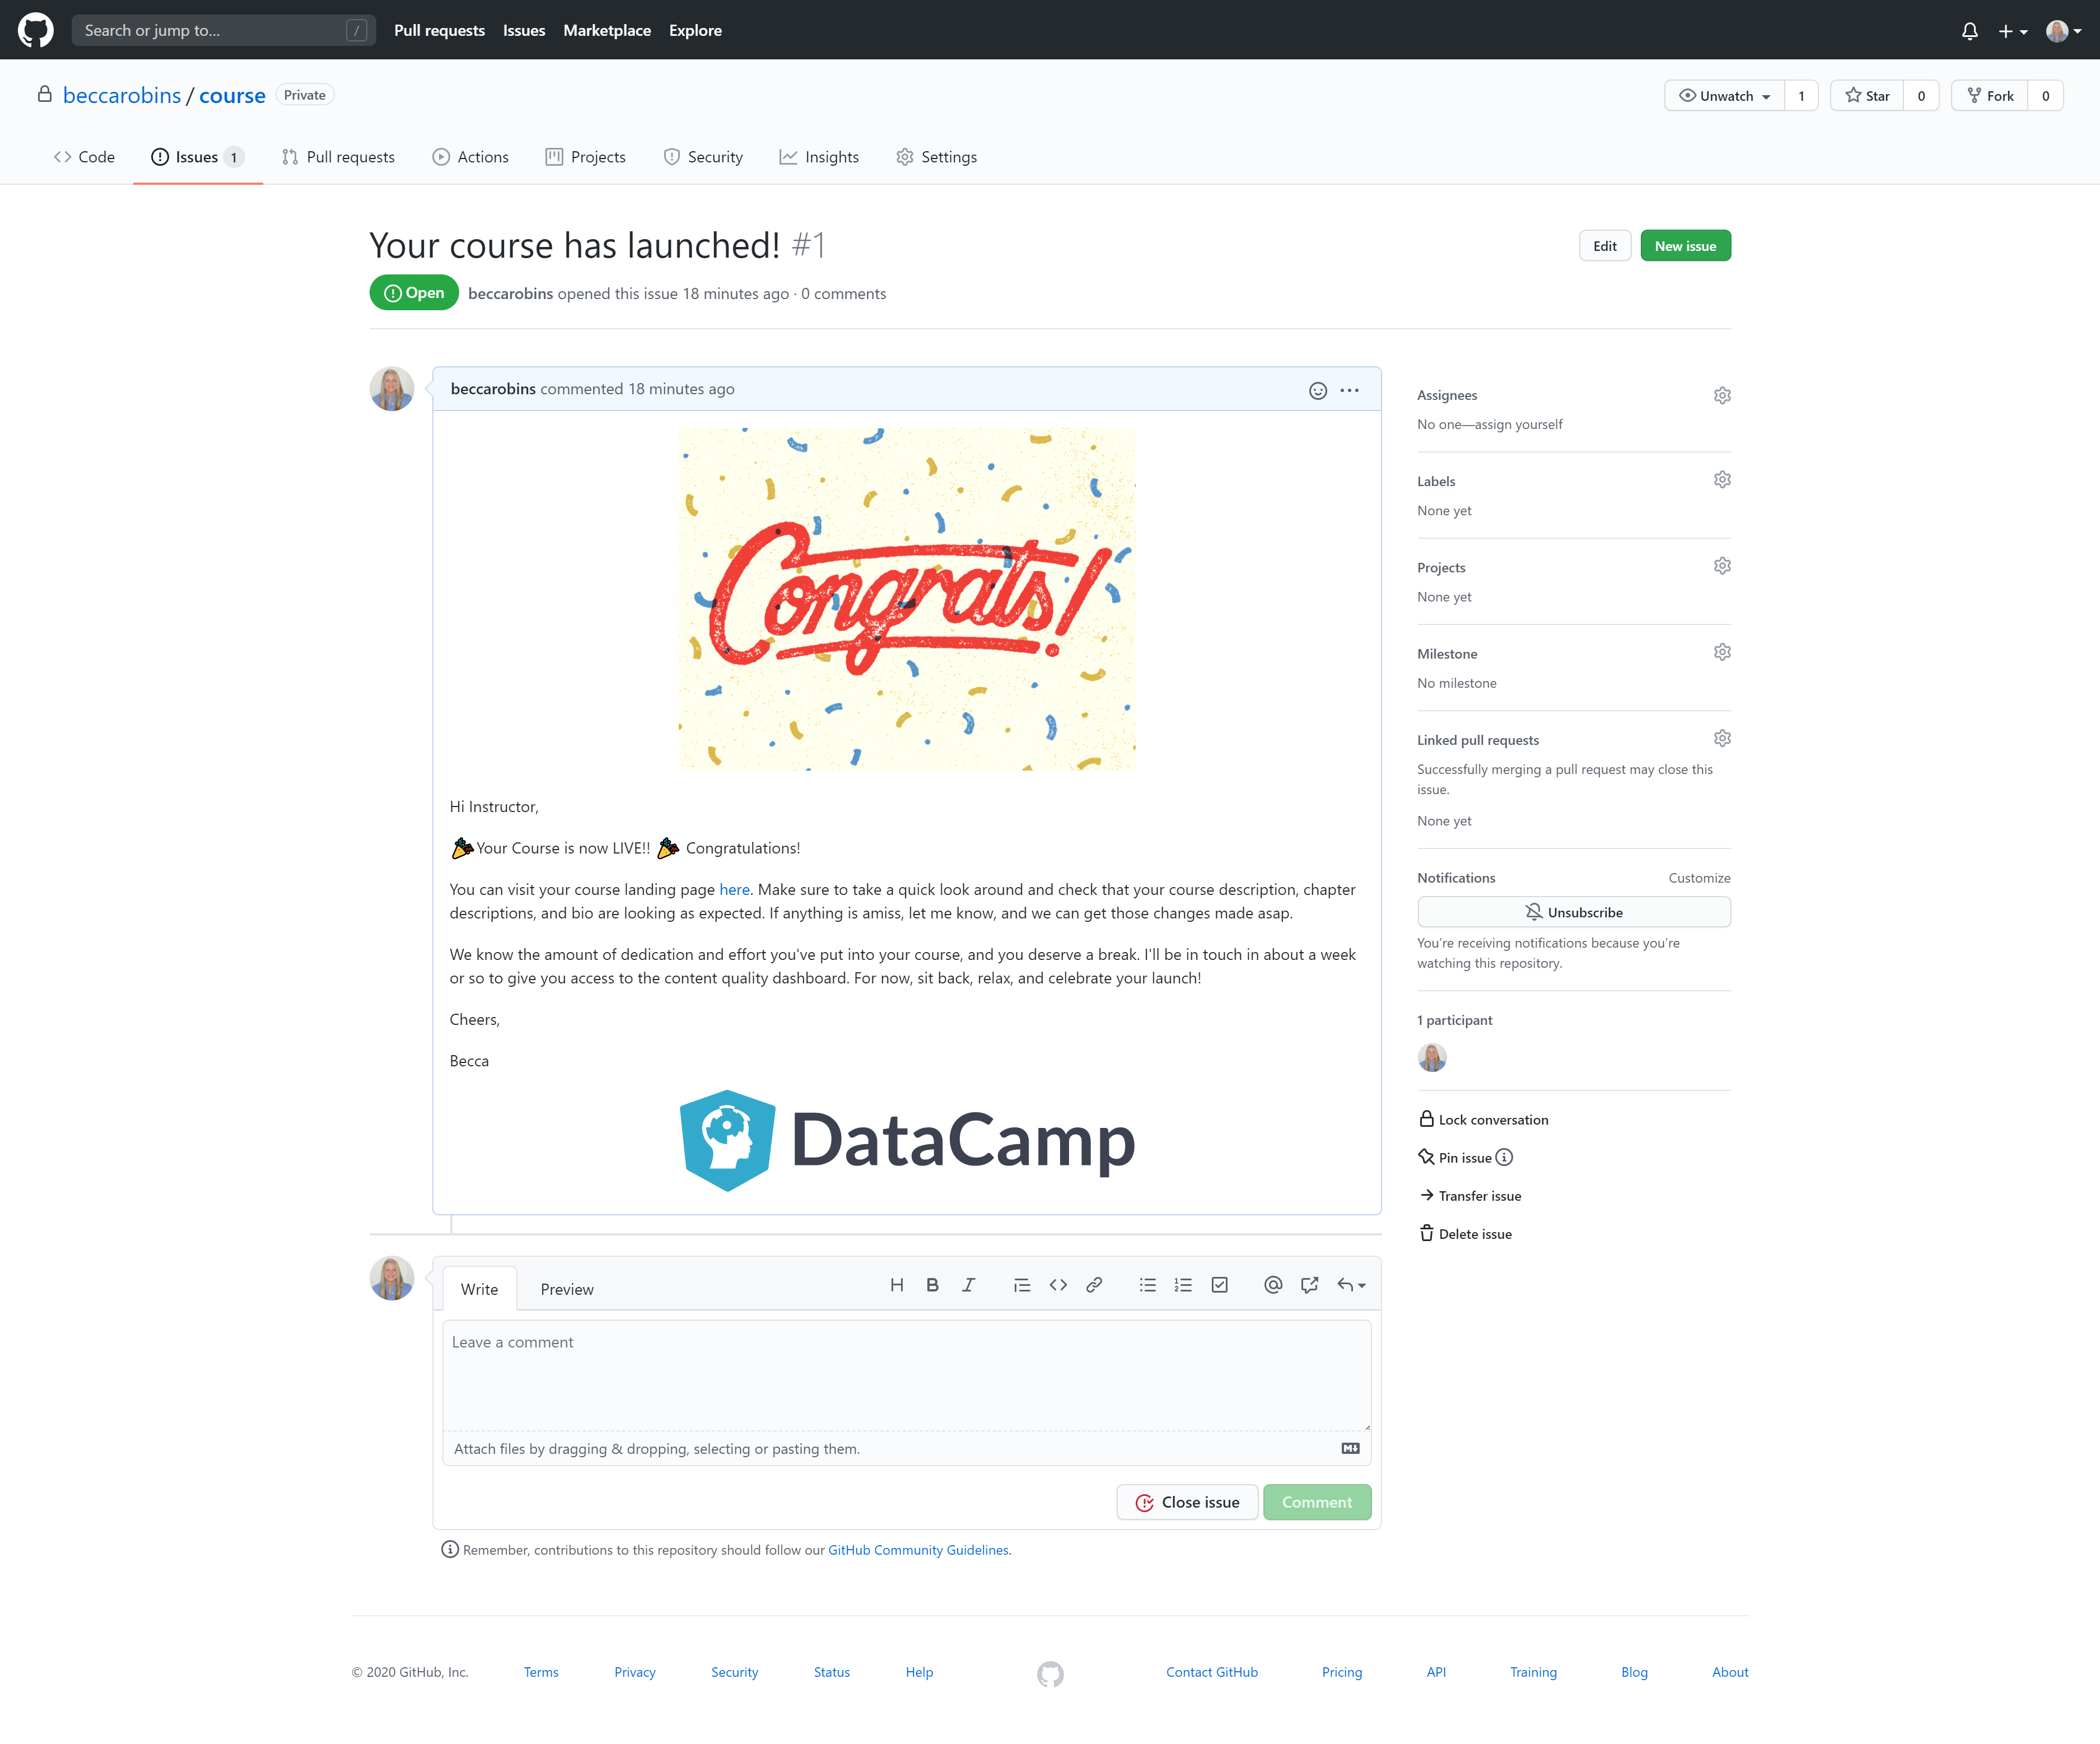 Search or jump to... /
Pull requests Issues Marketplace Explore
beccarobins / course Private
Unwatch 1 Star 0 Fork 0
Code Issues 1 Pull requests Actions Projects Security Insights Settings
Your course has launched! #1
Edit New issue
Open beccarobins opened this issue 18 minutes ago · 0 comments
beccarobins commented 18 minutes ago
Congrats!
Hi Instructor,
Your Course is now LIVE!! Congratulations!
You can visit your course landing page here. Make sure to take a quick look around and check that your course description, chapter
descriptions, and bio are looking as expected. If anything is amiss, let me know, and we can get those changes made asap.
We know the amount of dedication and effort you've put into your course, and you deserve a break. I'll be in touch in about a week
or so to give you access to the content quality dashboard. For now, sit back, relax, and celebrate your launch!
Cheers,
Becca
DataCamp
Assignees
No one—assign yourself
Labels
None yet
Projects
None yet
Milestone
No milestone
Linked pull requests
Successfully merging a pull request may close this
issue.
None yet
Notifications Customize
Unsubscribe
You're receiving notifications because you're
watching this repository.
1 participant
Lock conversation
Pin issue
Transfer issue
Delete issue
Write Preview
Leave a comment
Attach files by dragging & dropping, selecting or pasting them.
Close issue Comment
Remember, contributions to this repository should follow our GitHub Community Guidelines.
© 2020 GitHub, Inc. Terms Privacy Security Status Help Contact GitHub Pricing API Training Blog About